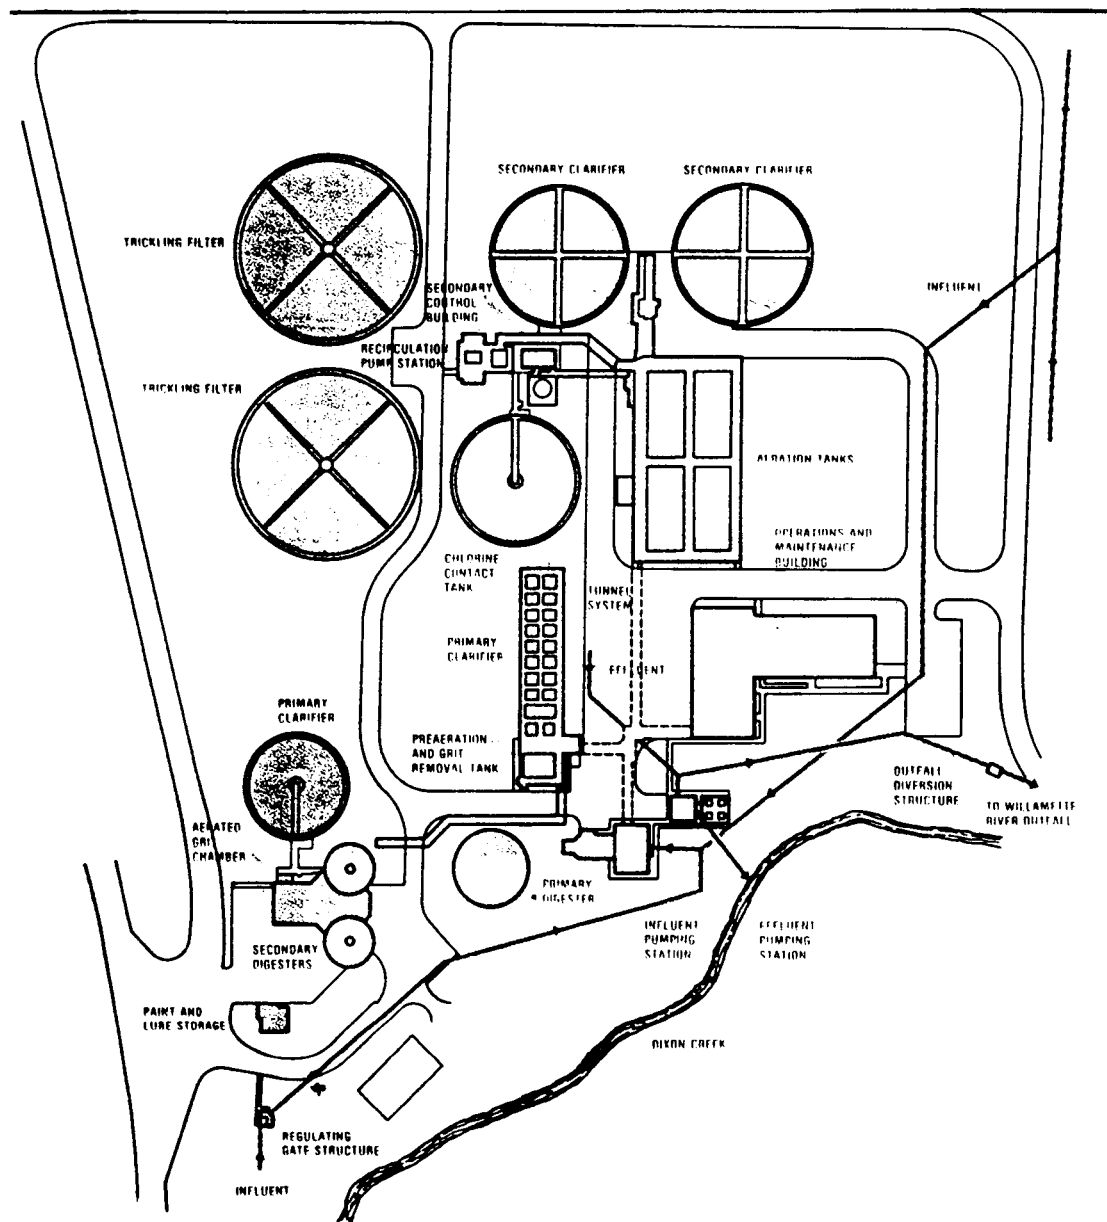 SECONDARY CLARIFIER
SECONDARY CLARIFIER
TRICKLING FILTER
INFLUENT
SECONDARY
CONTROL
BUILDING
RECIRCULATION
PUMP STATION
TRICKLING FILTER
AERATION TANKS
OPERATIONS AND
MAINTENANCE
BUILDING
CHLORINE
CONTACT
TANK
TUNNEL
SYSTEM
PRIMARY
CLARIFIER
EFFLUENT
PRIMARY
CLARIFIER
PREAERATION
AND GRIT
REMOVAL TANK
OUTFALL
DIVERSION
STRUCTURE
TO WILLAMETTE
RIVER OUTFALL
AERATED
GRIT
CHAMBER
PRIMARY
DIGESTER
INFLUENT
PUMPING
STATION
EFFLUENT
PUMPING
STATION
SECONDARY
DIGESTERS
PAINT AND
LUBE STORAGE
DIXON CREEK
REGULATING
GATE STRUCTURE
INFLUENT